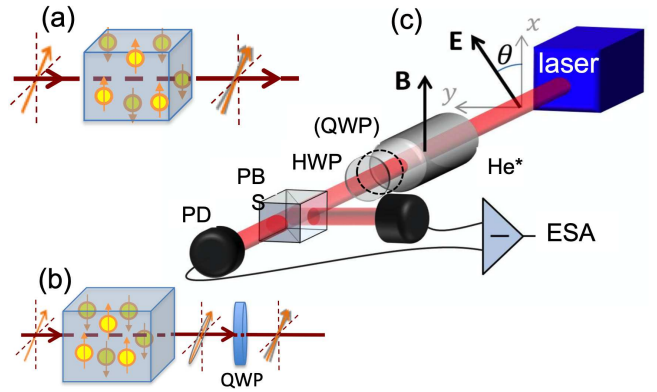 (a)
(c)
x
E
θ
laser
y
B
(QWP)
HWP
He*
PB
S
PD
−
ESA
(b)
QWP